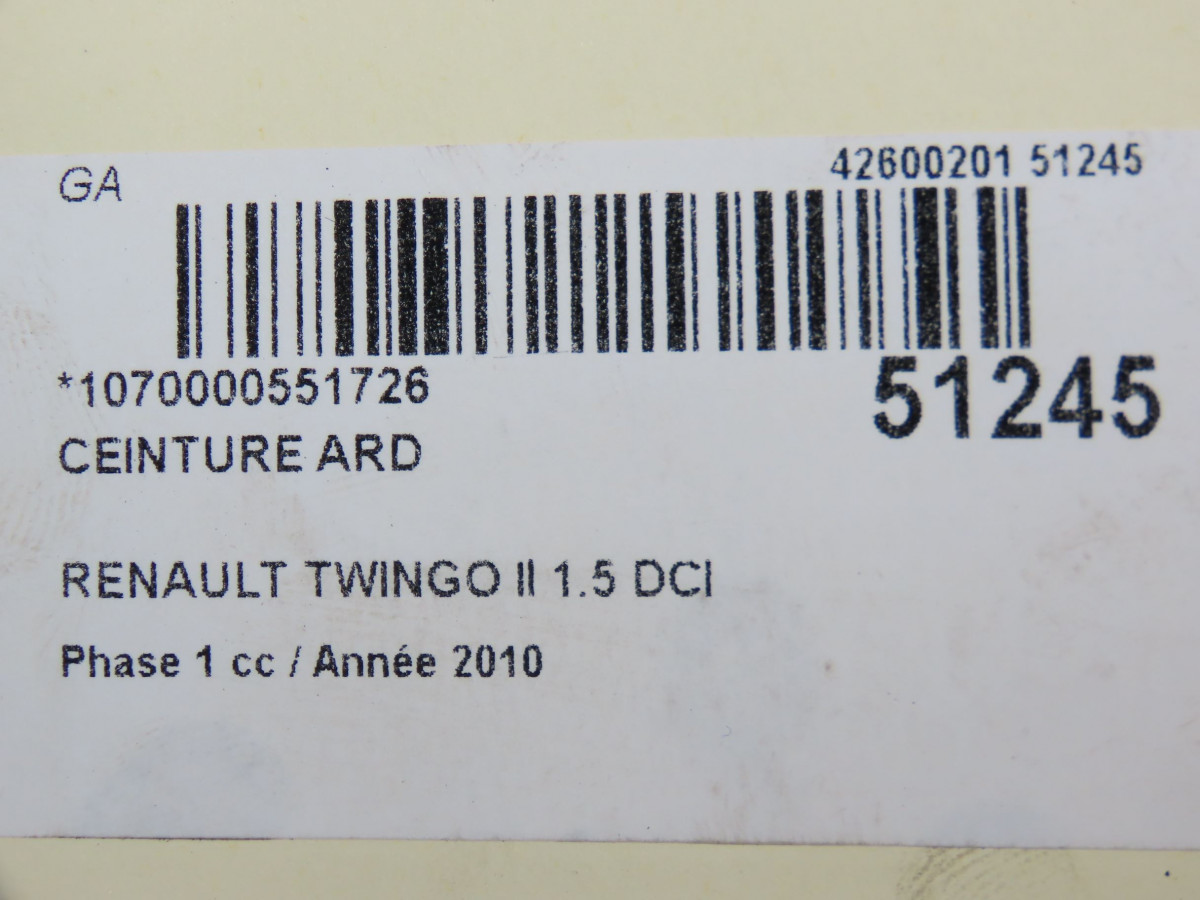 GA
42600201 51245
*1070000551726
51245
CEINTURE ARD
RENAULT TWINGO II 1.5 DCI
Phase 1 cc / Année 2010